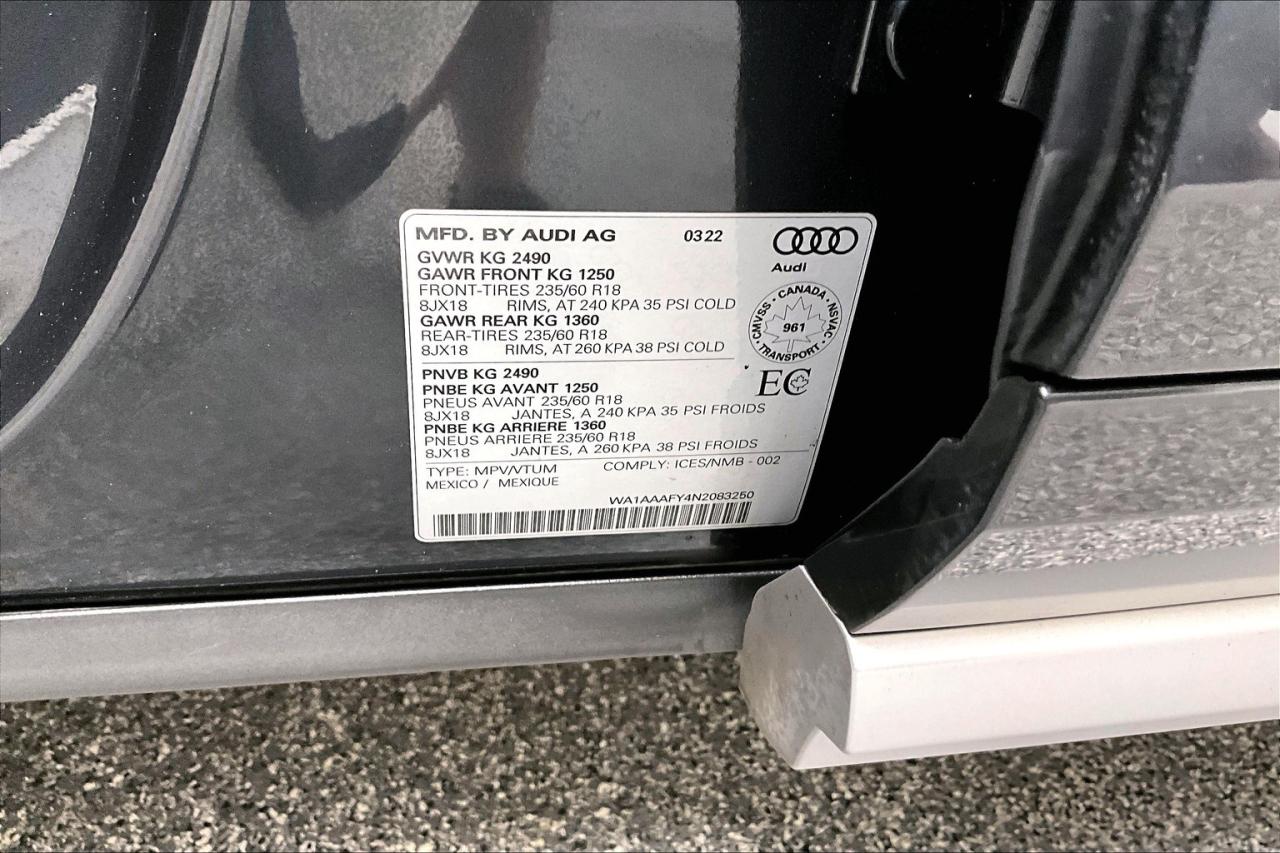 MFD. BY AUDI AG 0322
Audi
GVWR KG 2490
GAWR FRONT KG 1250
FRONT-TIRES 235/60 R18
8JX18 RIMS, AT 240 KPA 35 PSI COLD
GAWR REAR KG 1360
REAR-TIRES 235/60 R18
8JX18 RIMS, AT 260 KPA 38 PSI COLD
CMVSS · CANADA · NSVAC · TRANSPORT ·
961
PNVB KG 2490
PNBE KG AVANT 1250
PNEUS AVANT 235/60 R18
8JX18 JANTES, A 240 KPA 35 PSI FROIDS
PNBE KG ARRIERE 1360
PNEUS ARRIERE 235/60 R18
8JX18 JANTES, A 260 KPA 38 PSI FROIDS
EC
TYPE: MPV/VTUM COMPLY: ICES/NMB - 002
MEXICO / MEXIQUE
WA1AAAFY4N2083250